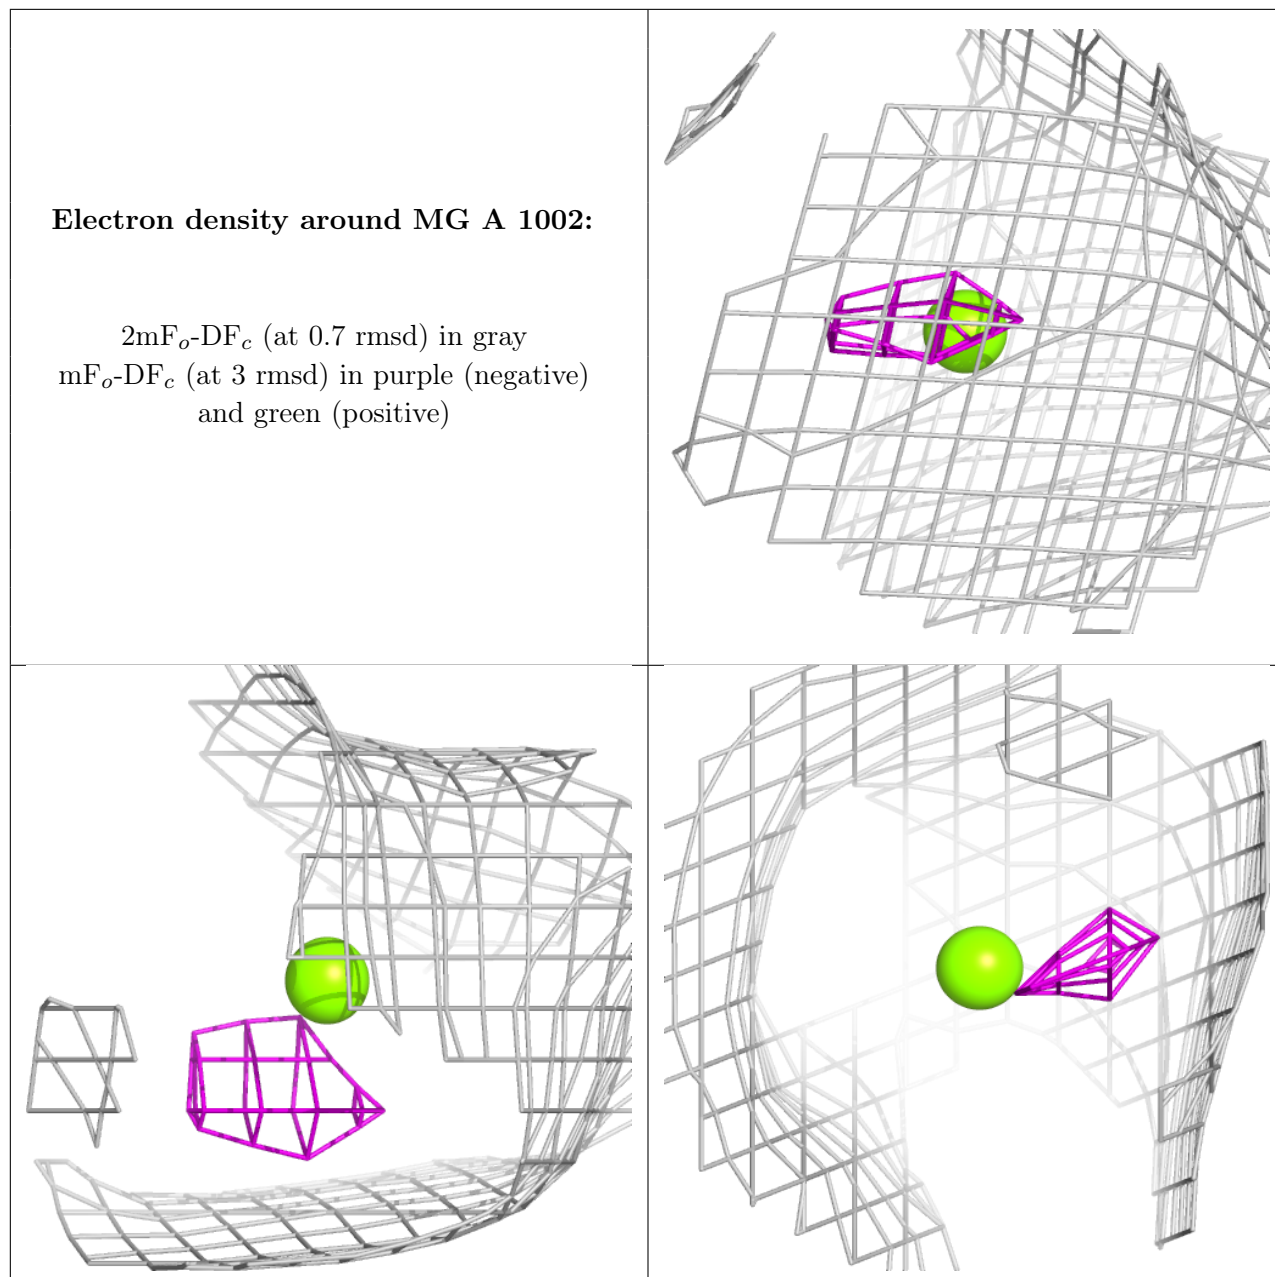 Electron density around MG A 1002:
2mFo-DFc (at 0.7 rmsd) in gray
mFo-DFc (at 3 rmsd) in purple (negative)
and green (positive)